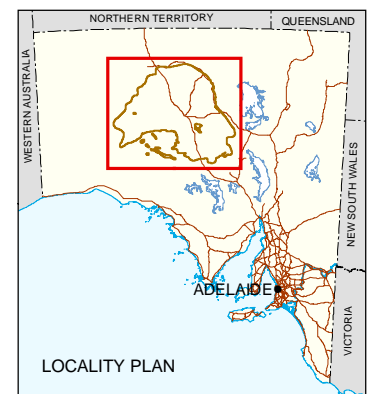 NORTHERN TERRITORY
QUEENSLAND
WESTERN AUSTRALIA
NEW SOUTH WALES
ADELAIDE
VICTORIA
LOCALITY PLAN